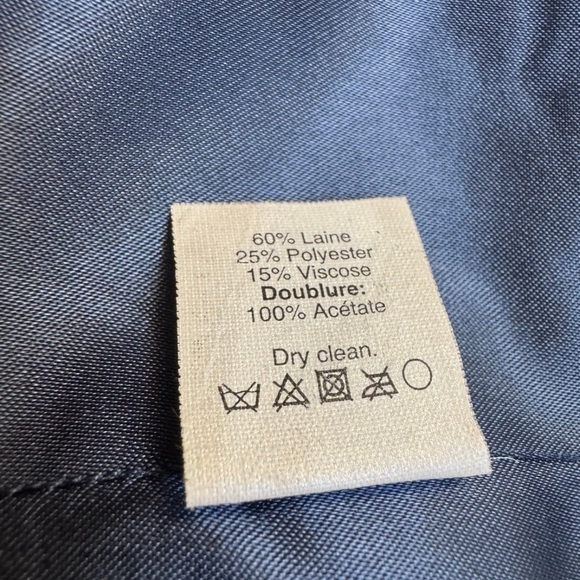 60% Laine
25% Polyester
15% Viscose
Doublure:
100% Acétate
Dry clean.